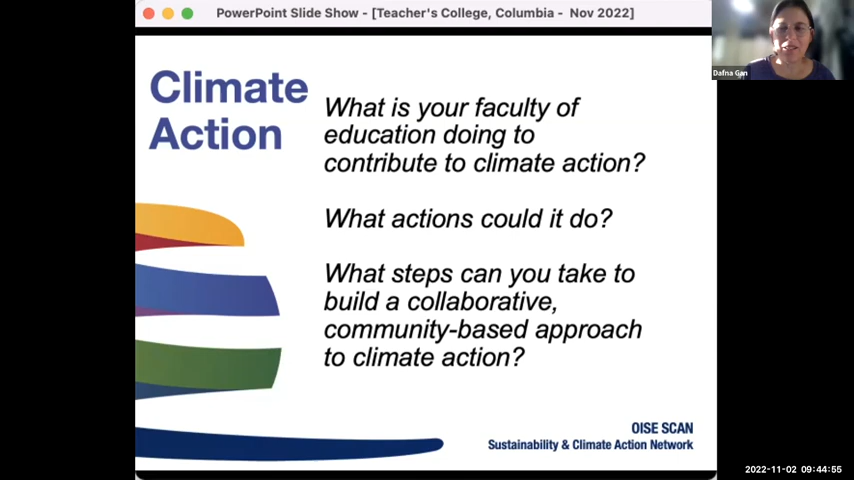 PowerPoint Slide Show - [Teacher's College, Columbia - Nov 2022]
Dafna Gan
Climate
Action
What is your faculty of
education doing to
contribute to climate action?
What actions could it do?
What steps can you take to
build a collaborative,
community-based approach
to climate action?
OISE SCAN
Sustainability & Climate Action Network
2022-11-02 09:44:55